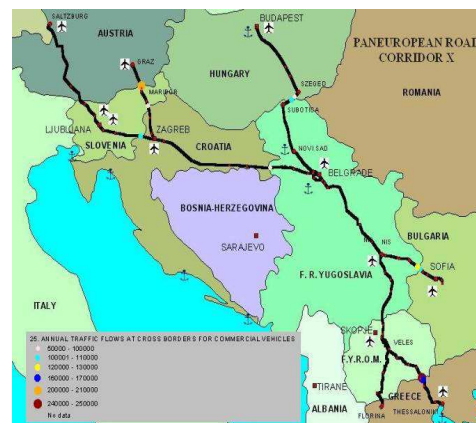 SALTZBURG
AUSTRIA
BUDAPEST
PANEUROPEAN ROAD
CORRIDOR X
GRAZ
HUNGARY
SZEGED
ROMANIA
MARIBOR
SUBOTICA
LJUBLJANA
ZAGREB
SLOVENIA
CROATIA
NOVI SAD
BELGRADE
BOSNIA-HERZEGOVINA
SARAJEVO
BULGARIA
NIS
SOFIA
F. R. YUGOSLAVIA
ITALY
SKOPJE
VELES
F.Y.R.O.M.
TIRANE
ALBANIA
GREECE
FLORINA
THESSALONIKI
25. ANNUAL TRAFFIC FLOWS AT CROSS BORDERS FOR COMMERCIAL VEHICLES
50000 - 100000
100001 - 110000
120000 - 130000
160000 - 170000
200000 - 210000
240000 - 250000
No data